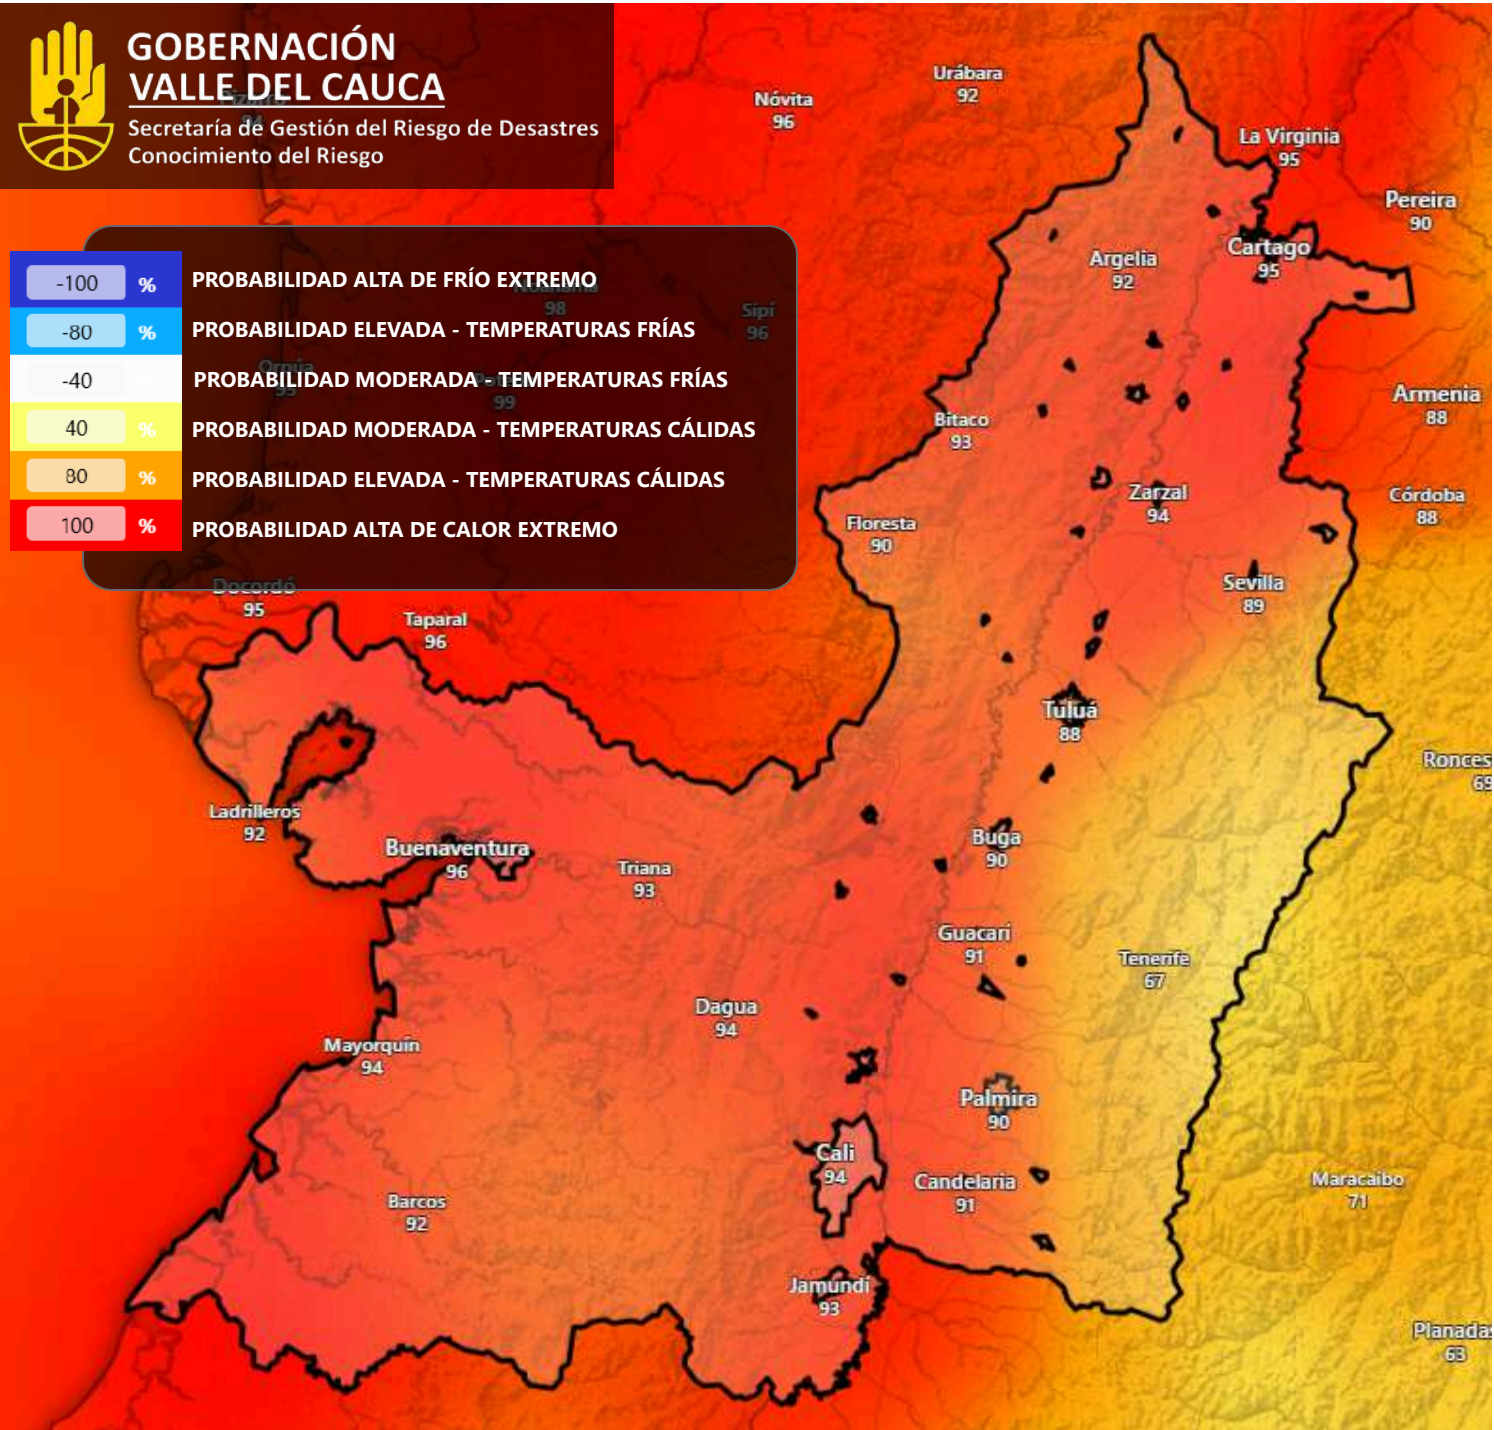 GOBERNACIÓN
VALLE DEL CAUCA
Secretaría de Gestión del Riesgo de Desastres
Conocimiento del Riesgo
Urábara
92
Nóvita
96
La Virginia
95
Pereira
90
Cartago
95
Argelia
92
-100 % PROBABILIDAD ALTA DE FRÍO EXTREMO
98
Sipí
96
-80 % PROBABILIDAD ELEVADA - TEMPERATURAS FRÍAS
-40 % PROBABILIDAD MODERADA - TEMPERATURAS FRÍAS
99
40 % PROBABILIDAD MODERADA - TEMPERATURAS CÁLIDAS
80 % PROBABILIDAD ELEVADA - TEMPERATURAS CÁLIDAS
100 % PROBABILIDAD ALTA DE CALOR EXTREMO
Armenia
88
Bitaco
93
Zarzal
94
Córdoba
88
Floresta
90
Sevilla
89
Docordó
95
Taparal
96
Tuluá
88
Ronces
69
Ladrilleros
92
Buenaventura
96
Triana
93
Buga
90
Guacarí
91
Tenerife
67
Dagua
94
Mayorquín
94
Palmira
90
Cali
94
Candelaria
91
Maracaibo
71
Barcos
92
Jamundí
93
Planadas
63